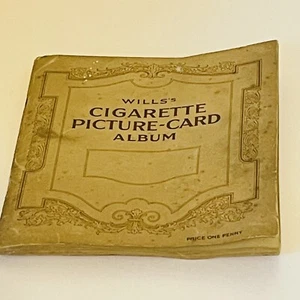 WILLS'S
CIGARETTE
PICTURE-CARD
ALBUM
PRICE ONE PENNY